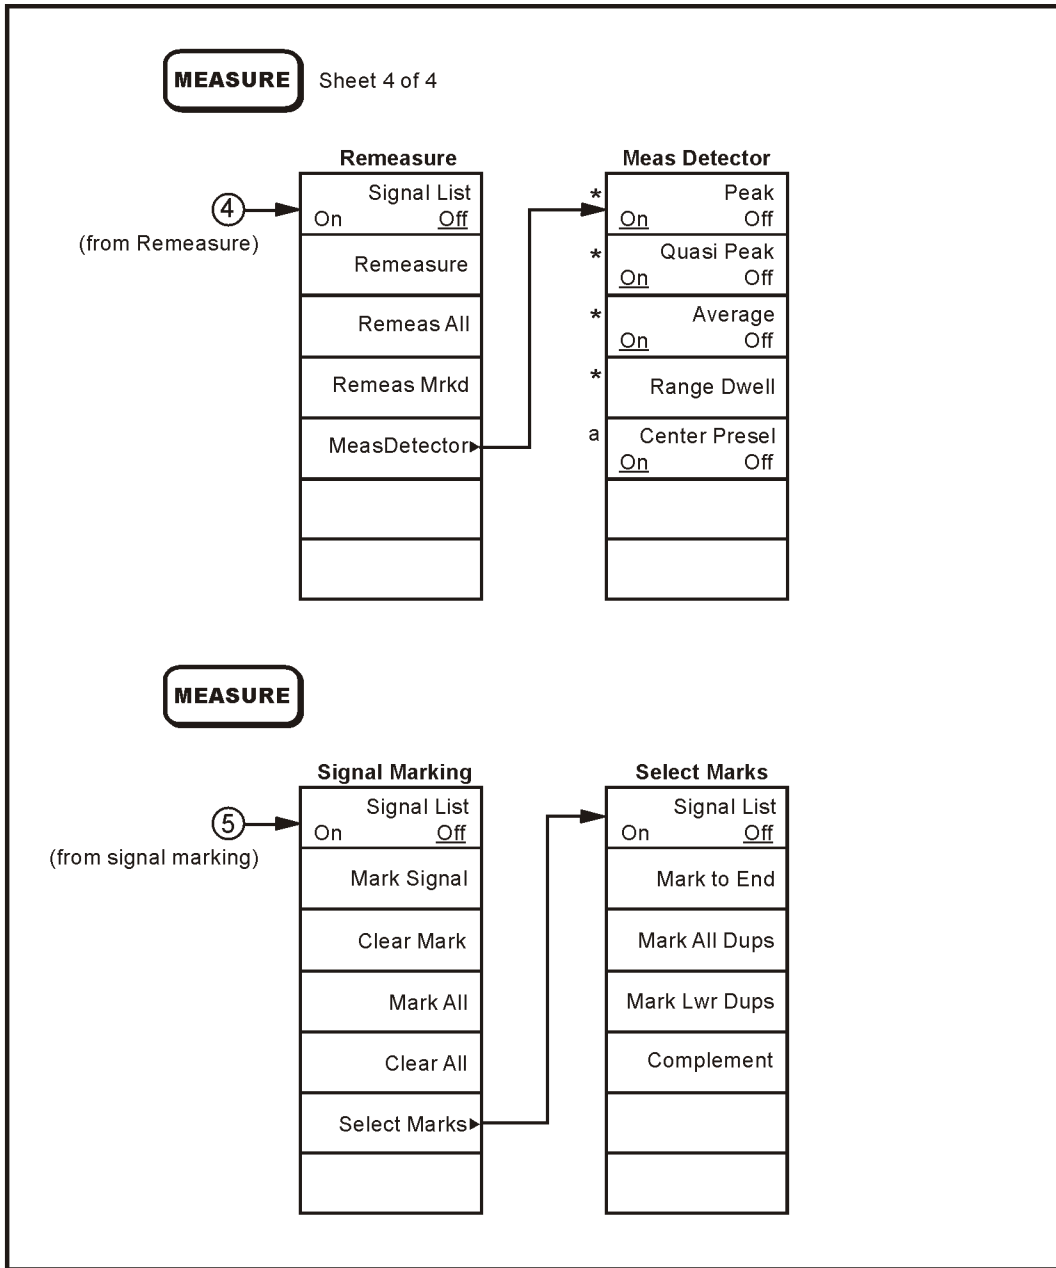 MEASURE Sheet 4 of 4
Remeasure
4
(from Remeasure)
Signal List
On Off
Remeasure
Remeas All
Remeas Mrkd
MeasDetector
Meas Detector
* Peak
On Off
* Quasi Peak
On Off
* Average
On Off
* Range Dwell
a Center Presel
On Off
MEASURE
Signal Marking
5
(from signal marking)
Signal List
On Off
Mark Signal
Clear Mark
Mark All
Clear All
Select Marks
Select Marks
Signal List
On Off
Mark to End
Mark All Dups
Mark Lwr Dups
Complement